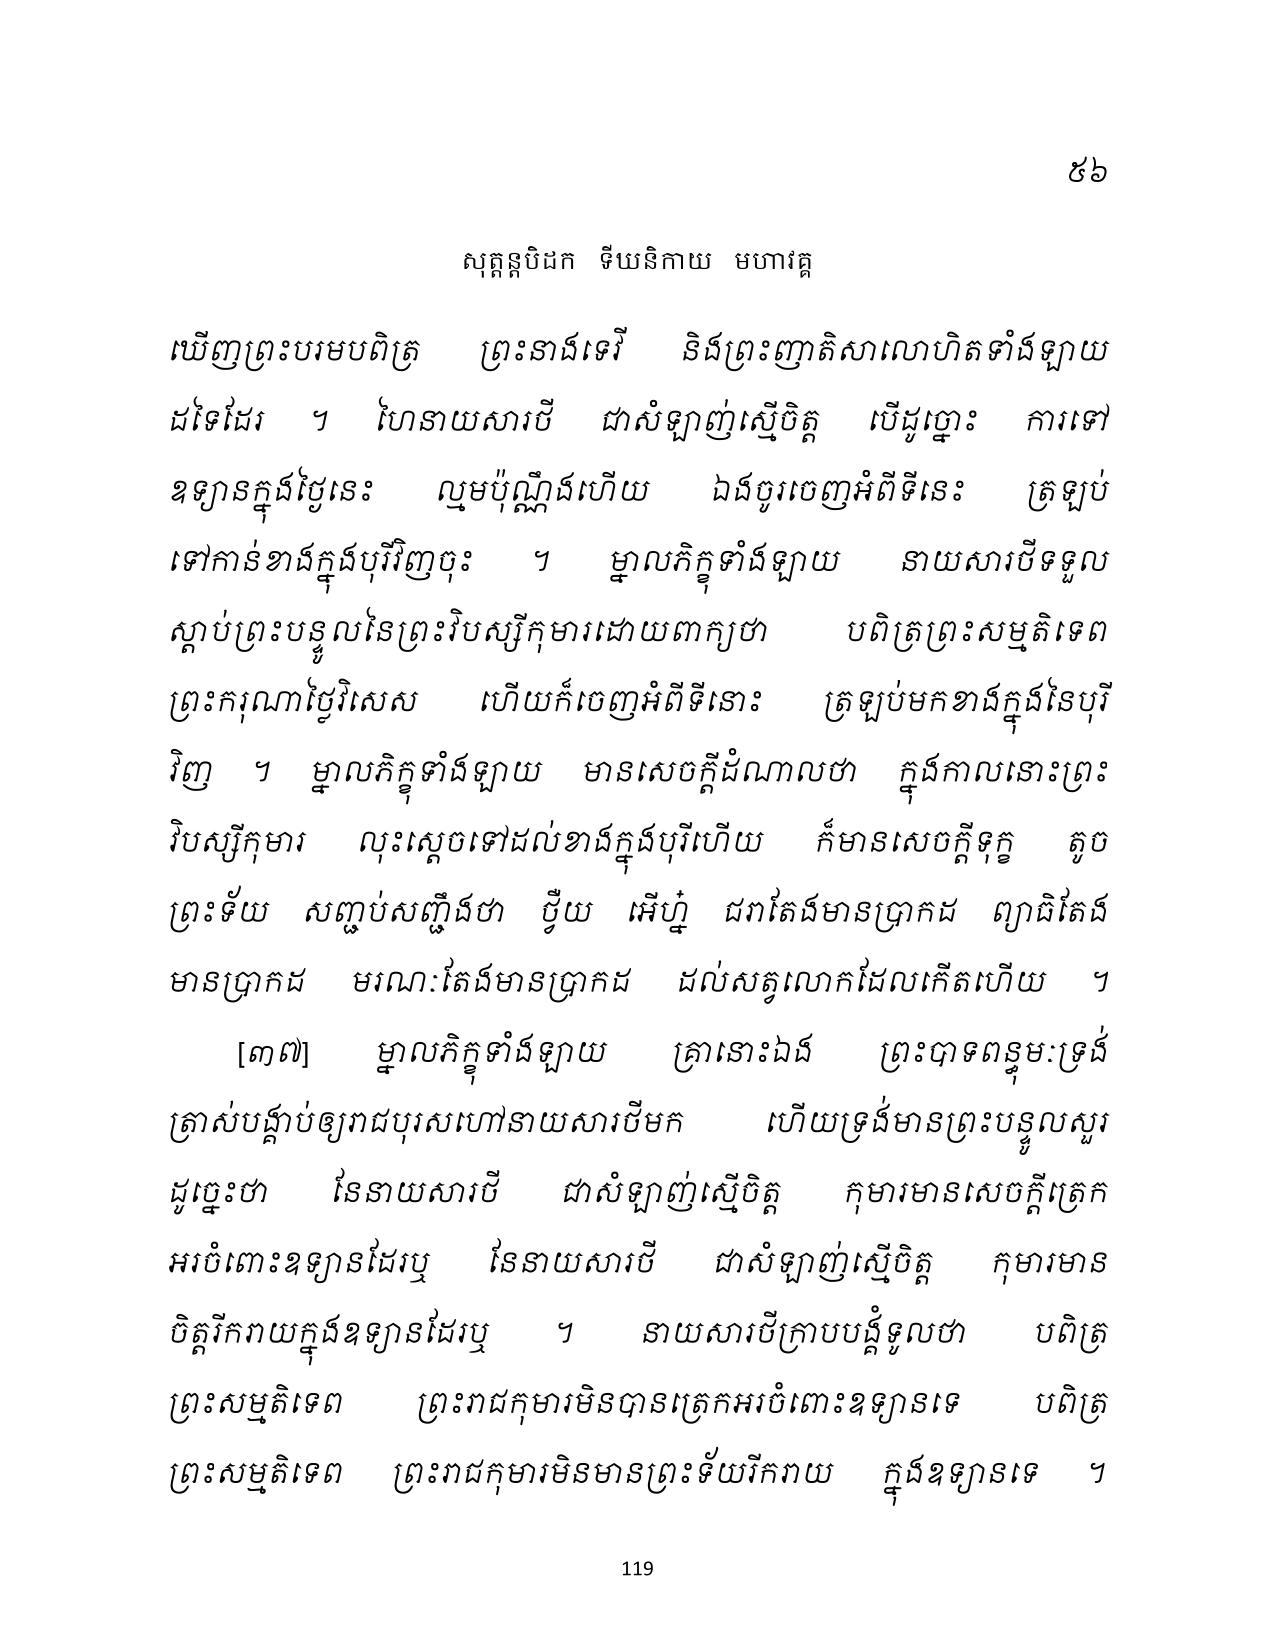 ៥៦
សុត្តន្តបិដក ទីឃនិកាយ មហាវគ្គ
ឃើញព្រះបរមបពិត្រ ព្រះនាងទេវី និងព្រះញាតិសាលោហិតទាំងឡាយ
ដទៃដែរ ។ ហៃនាយសារថី ជាសំឡាញ់ស្មើចិត្ត បើដូច្នោះ ការទៅ
ឧទ្យានក្នុងថ្ងៃនេះ ល្មមប៉ុណ្ណឹងហើយ ឯងចូរចេញអំពីទីនេះ ត្រឡប់
ទៅកាន់ខាងក្នុងបុរីវិញចុះ ។ ម្នាលភិក្ខុទាំងឡាយ នាយសារថីទទួល
ស្តាប់ព្រះបន្ទូលនៃព្រះវិបស្សីកុមារដោយពាក្យថា បពិត្រព្រះសម្មតិទេព
ព្រះករុណាថ្លៃវិសេស ហើយក៏ចេញអំពីទីនោះ ត្រឡប់មកខាងក្នុងនៃបុរី
វិញ ។ ម្នាលភិក្ខុទាំងឡាយ មានសេចក្តីដំណាលថា ក្នុងកាលនោះព្រះ
វិបស្សីកុមារ លុះស្តេចទៅដល់ខាងក្នុងបុរីហើយ ក៏មានសេចក្តីទុក្ខ តូច
ព្រះទ័យ សញ្ជប់សញ្ជឹងថា ថ្វឺយ អើហ្ន៎ ជរាតែងមានប្រាកដ ព្យាធិតែង
មានប្រាកដ មរណៈតែងមានប្រាកដ ដល់សត្វលោកដែលកើតហើយ ។
[៣៧] ម្នាលភិក្ខុទាំងឡាយ គ្រានោះឯង ព្រះបាទពន្ធុមៈទ្រង់
ត្រាស់បង្គាប់ឲ្យរាជបុរសហៅនាយសារថីមក ហើយទ្រង់មានព្រះបន្ទូលសួរ
ដូច្នេះថា នែនាយសារថី ជាសំឡាញ់ស្មើចិត្ត កុមារមានសេចក្តីត្រេក
អរចំពោះឧទ្យានដែរឬ នែនាយសារថី ជាសំឡាញ់ស្មើចិត្ត កុមារមាន
ចិត្តរីករាយក្នុងឧទ្យានដែរឬ ។ នាយសារថីក្រាបបង្គំទូលថា បពិត្រ
ព្រះសម្មតិទេព ព្រះរាជកុមារមិនបានត្រេកអរចំពោះឧទ្យានទេ បពិត្រ
ព្រះសម្មតិទេព ព្រះរាជកុមារមិនមានព្រះទ័យរីករាយ ក្នុងឧទ្យានទេ ។
119